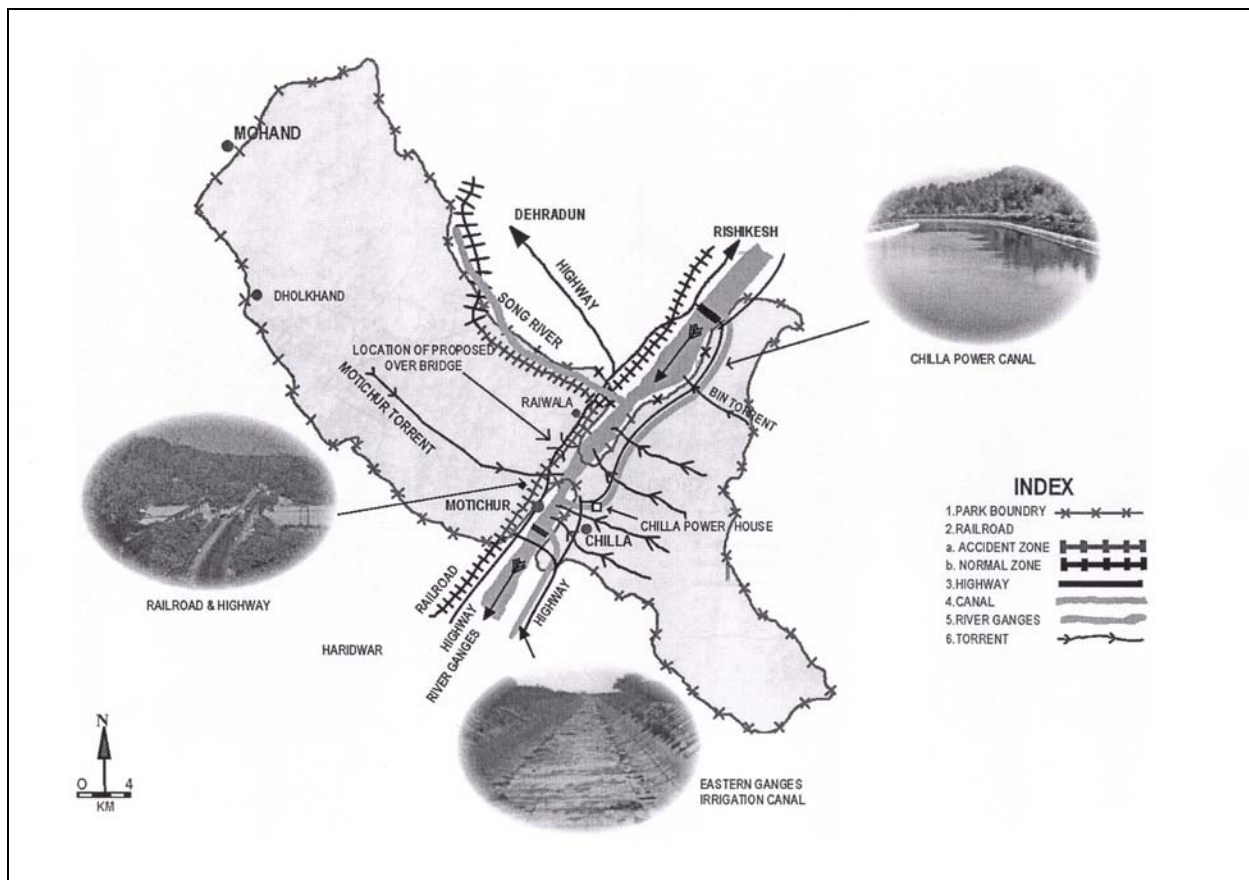 MOHAND
DEHRADUN
RISHIKESH
HIGHWAY
DHOLKHAND
SONG RIVER
LOCATION OF PROPOSED
OVER BRIDGE
CHILLA POWER CANAL
MOTICHUR TORRENT
RAIWALA
BIN TORRENT
MOTICHUR
CHILLA POWER HOUSE
CHILLA
RAILROAD & HIGHWAY
RAILROAD
HIGHWAY
RIVER GANGES
HIGHWAY
HARIDWAR
INDEX
1.PARK BOUNDRY
2.RAILROAD
a. ACCIDENT ZONE
b. NORMAL ZONE
3.HIGHWAY
4.CANAL
5.RIVER GANGES
6.TORRENT
N
0 4
KM
EASTERN GANGES
IRRIGATION CANAL